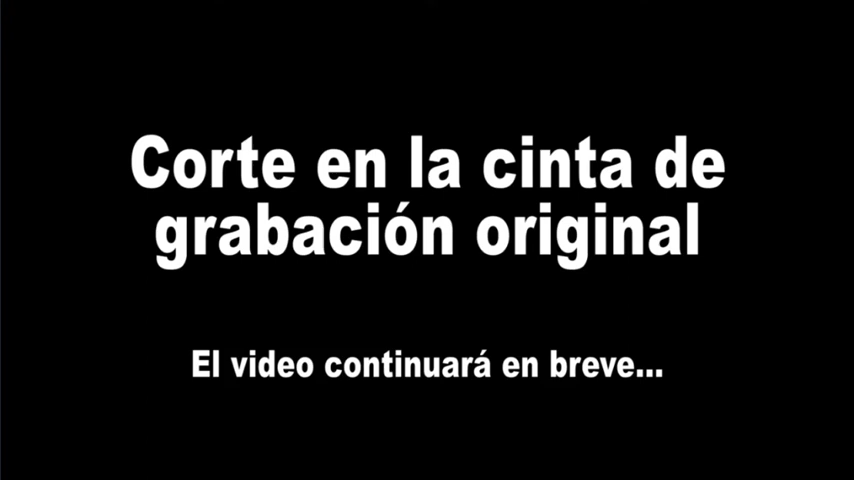 Corte en la cinta de
grabación original
El video continuará en breve...